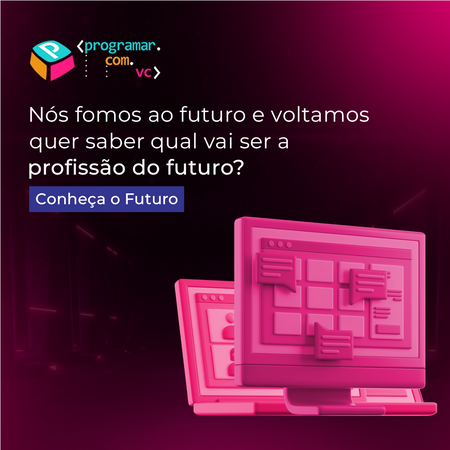 P
<programar.
com.
vc>
Nós fomos ao futuro e voltamos
quer saber qual vai ser a
profissão do futuro?
Conheça o Futuro